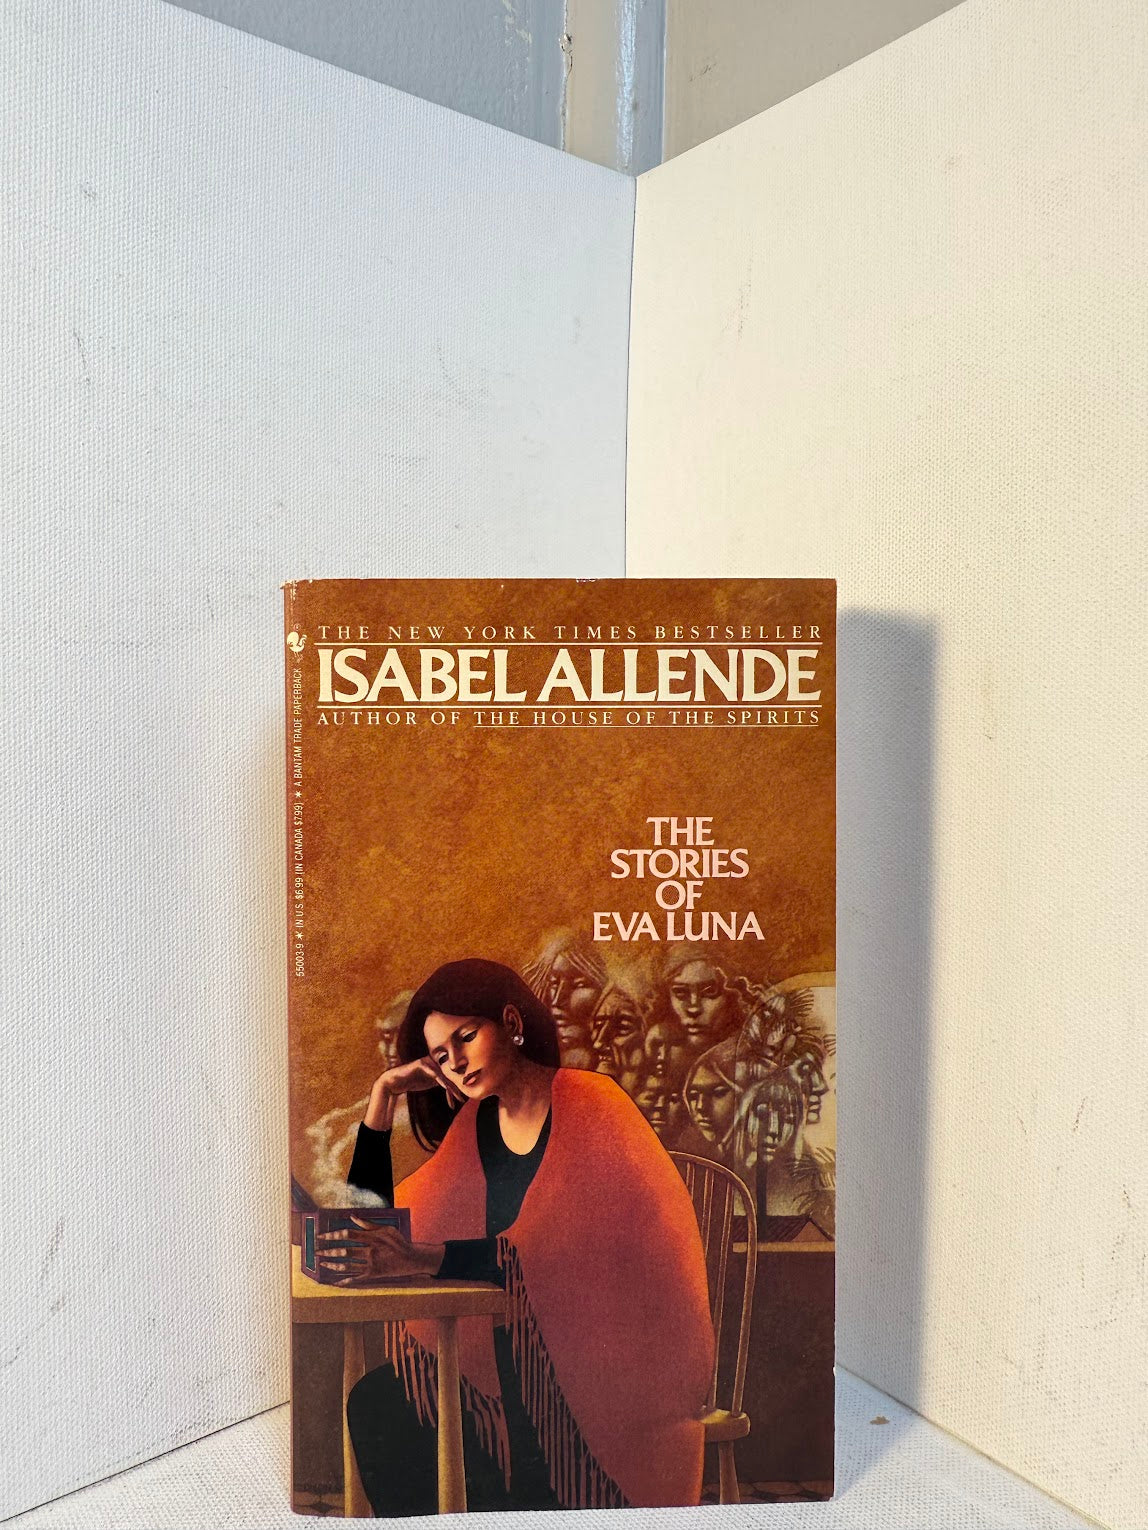 THE NEW YORK TIMES BESTSELLER
ISABEL ALLENDE
AUTHOR OF THE HOUSE OF THE SPIRITS
THE
STORIES
OF
EVA LUNA
55003-9 * IN U.S. $6.99 (IN CANADA $7.99) * A BANTAM TRADE PAPERBACK